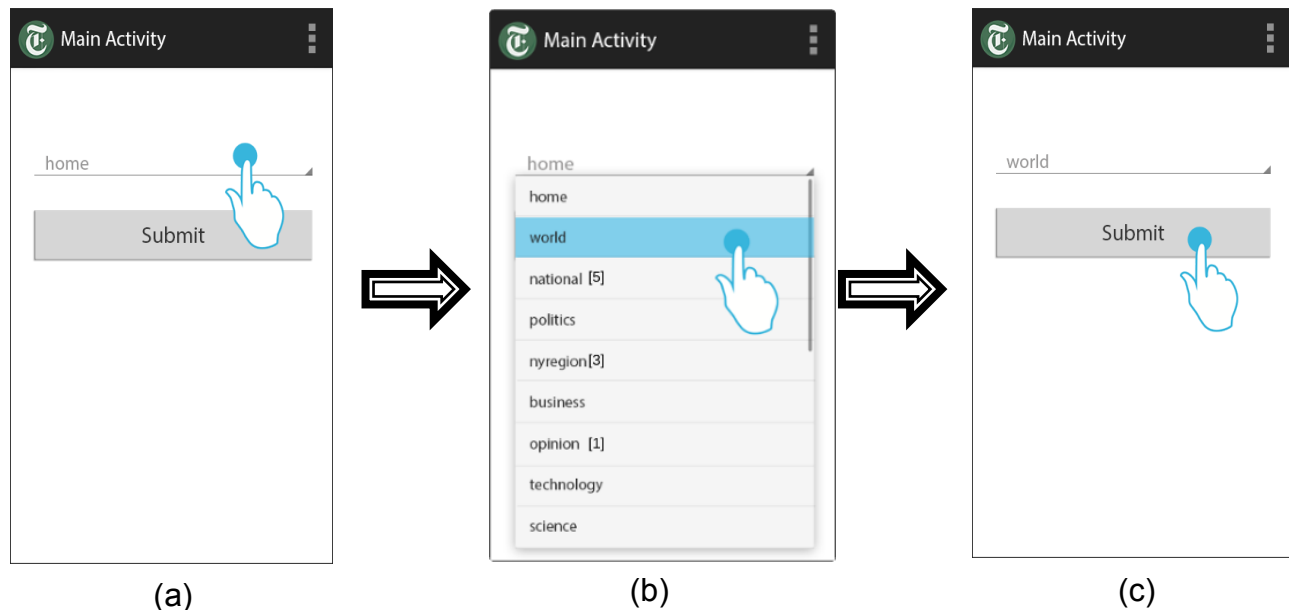 Main Activity
home
Submit
(a)
Main Activity
home
home
world
national [5]
politics
nyregion[3]
business
opinion [1]
technology
science
(b)
Main Activity
world
Submit
(c)